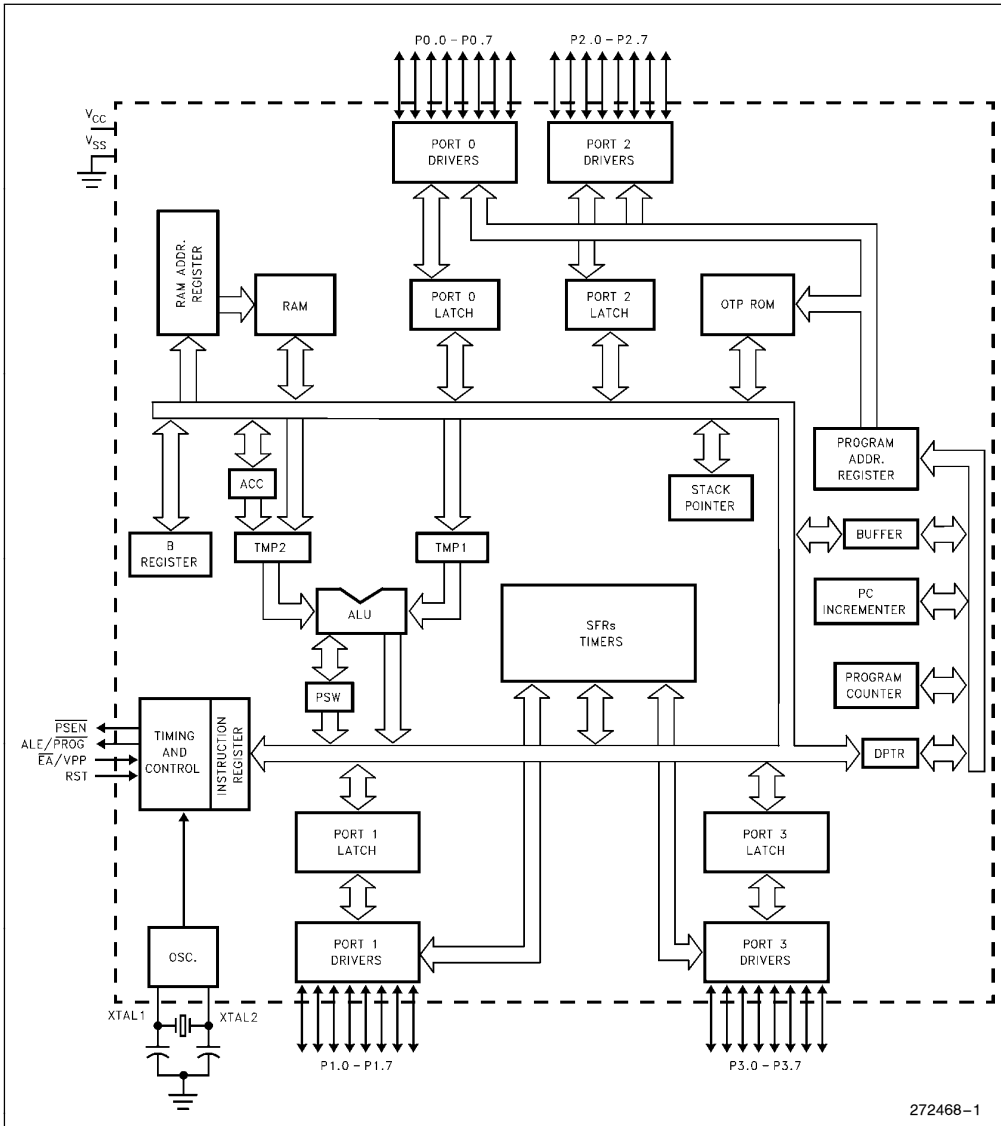 P0.0 – P0.7
P2.0 – P2.7
VCC
VSS
PORT 0
DRIVERS
PORT 2
DRIVERS
RAM ADDR.
REGISTER
RAM
PORT 0
LATCH
PORT 2
LATCH
OTP ROM
PROGRAM
ADDR.
REGISTER
ACC
STACK
POINTER
B
REGISTER
TMP2
TMP1
BUFFER
ALU
SFRs
TIMERS
PC
INCREMENTER
PSW
PROGRAM
COUNTER
PSEN
ALE/PROG
EA/VPP
RST
TIMING
AND
CONTROL
INSTRUCTION
REGISTER
DPTR
PORT 1
LATCH
PORT 3
LATCH
OSC.
PORT 1
DRIVERS
PORT 3
DRIVERS
XTAL1
XTAL2
P1.0 – P1.7
P3.0 – P3.7
272468–1